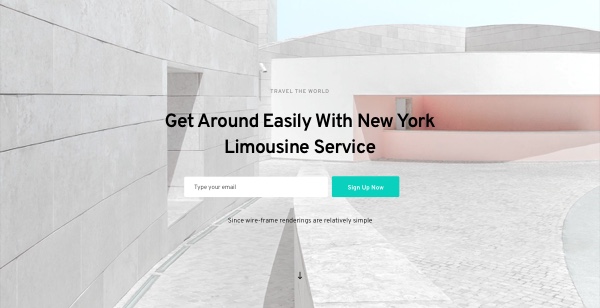 TRAVEL THE WORLD
Get Around Easily With New York
Limousine Service
Type your email
Sign Up Now
Since wire-frame renderings are relatively simple